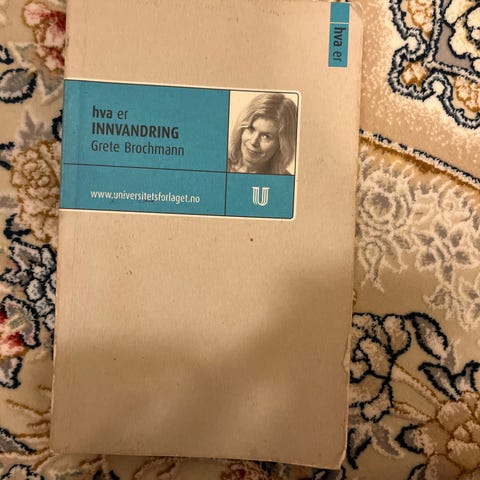 hva er
hva er
INNVANDRING
Grete Brochmann
www.universitetsforlaget.no
U